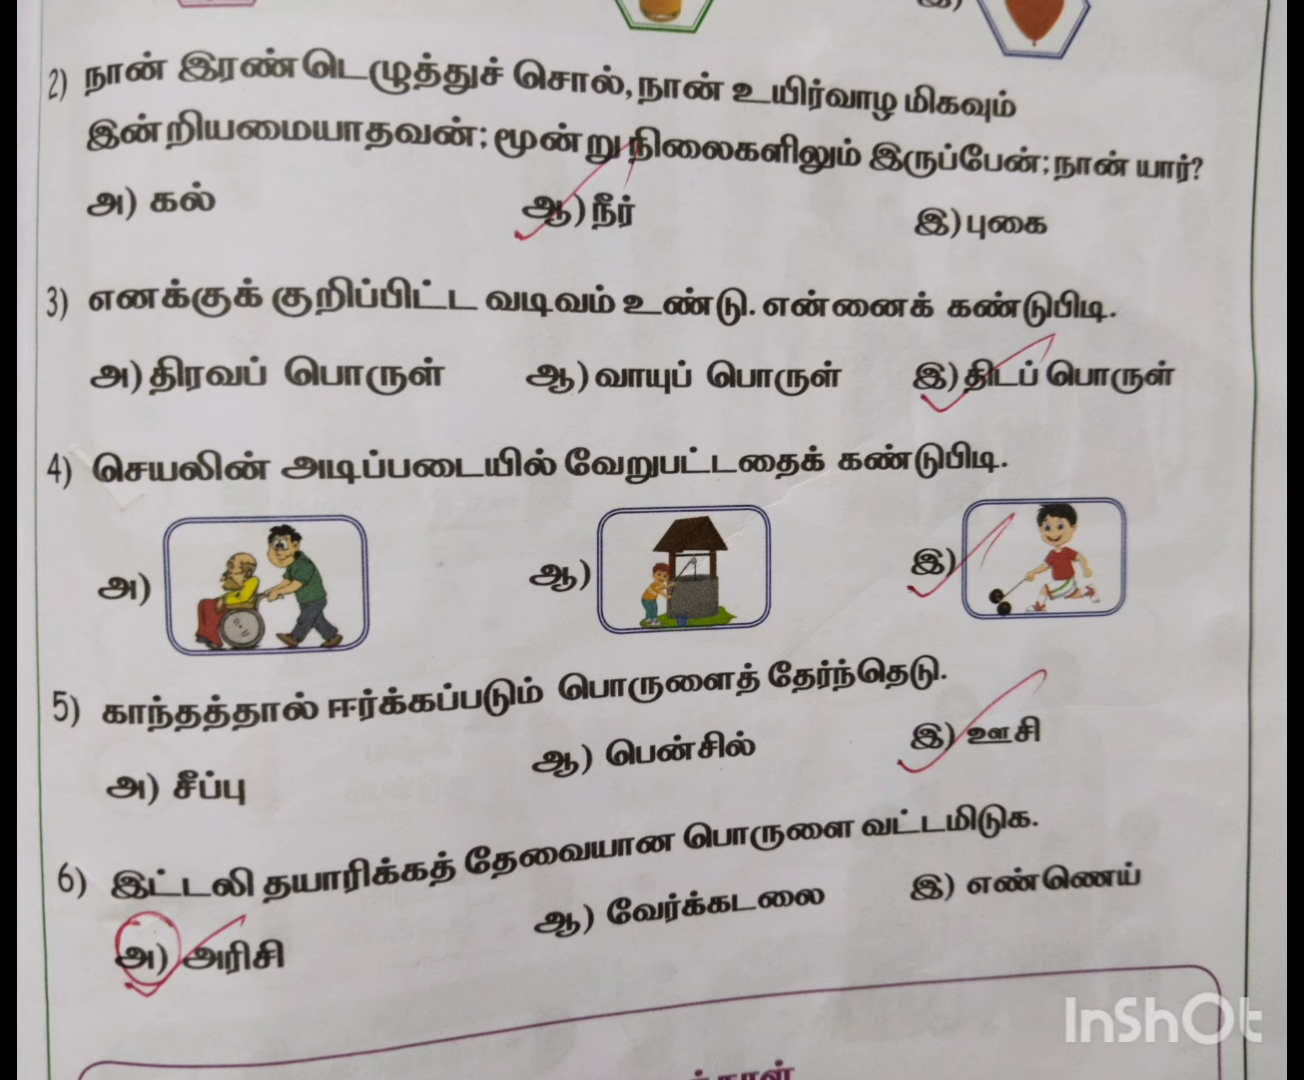 2) நான் இரண்டெழுத்துச் சொல், நான் உயிர்வாழ மிகவும்
இன்றியமையாதவன்; மூன்று நிலைகளிலும் இருப்பேன்; நான் யார்?
அ) கல் ஆ) நீர் இ) புகை
3) எனக்குக் குறிப்பிட்ட வடிவம் உண்டு. என்னைக் கண்டுபிடி.
அ) திரவப் பொருள் ஆ) வாயுப் பொருள் இ) திடப் பொருள்
4) செயலின் அடிப்படையில் வேறுபட்டதைக் கண்டுபிடி.
அ) ஆ) இ)
5) காந்தத்தால் ஈர்க்கப்படும் பொருளைத் தேர்ந்தெடு.
அ) சீப்பு ஆ) பென்சில் இ) ஊசி
6) இட்டலி தயாரிக்கத் தேவையான பொருளை வட்டமிடுக.
அ) அரிசி ஆ) வேர்க்கடலை இ) எண்ணெய்
InShOt